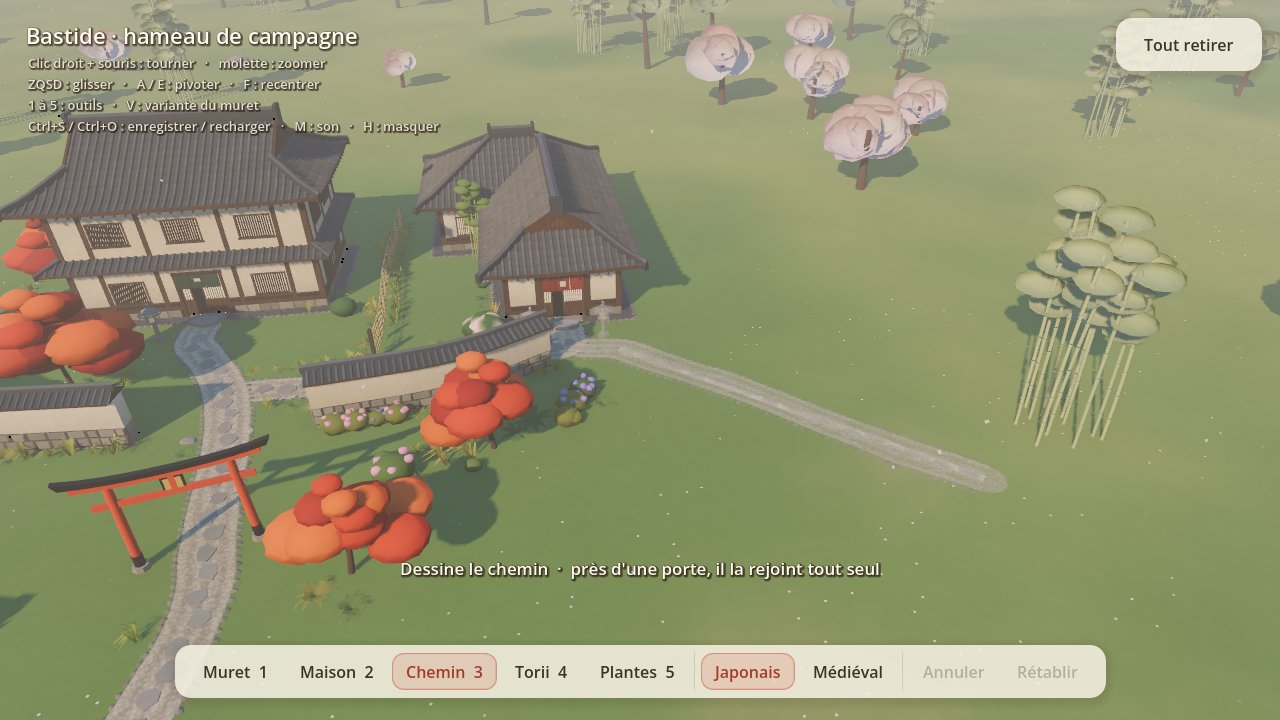 Bastide · hameau de campagne
Clic droit + souris : tourner · molette : zoomer
ZQSD : glisser · A / E : pivoter · F : recentrer
1 à 5 : outils · V : variante du muret
Ctrl+S / Ctrl+O : enregistrer / recharger · M : son · H : masquer
Tout retirer
Dessine le chemin · près d'une porte, il la rejoint tout seul.
Muret 1 Maison 2 Chemin 3 Torii 4 Plantes 5 Japonais Médiéval Annuler Rétablir